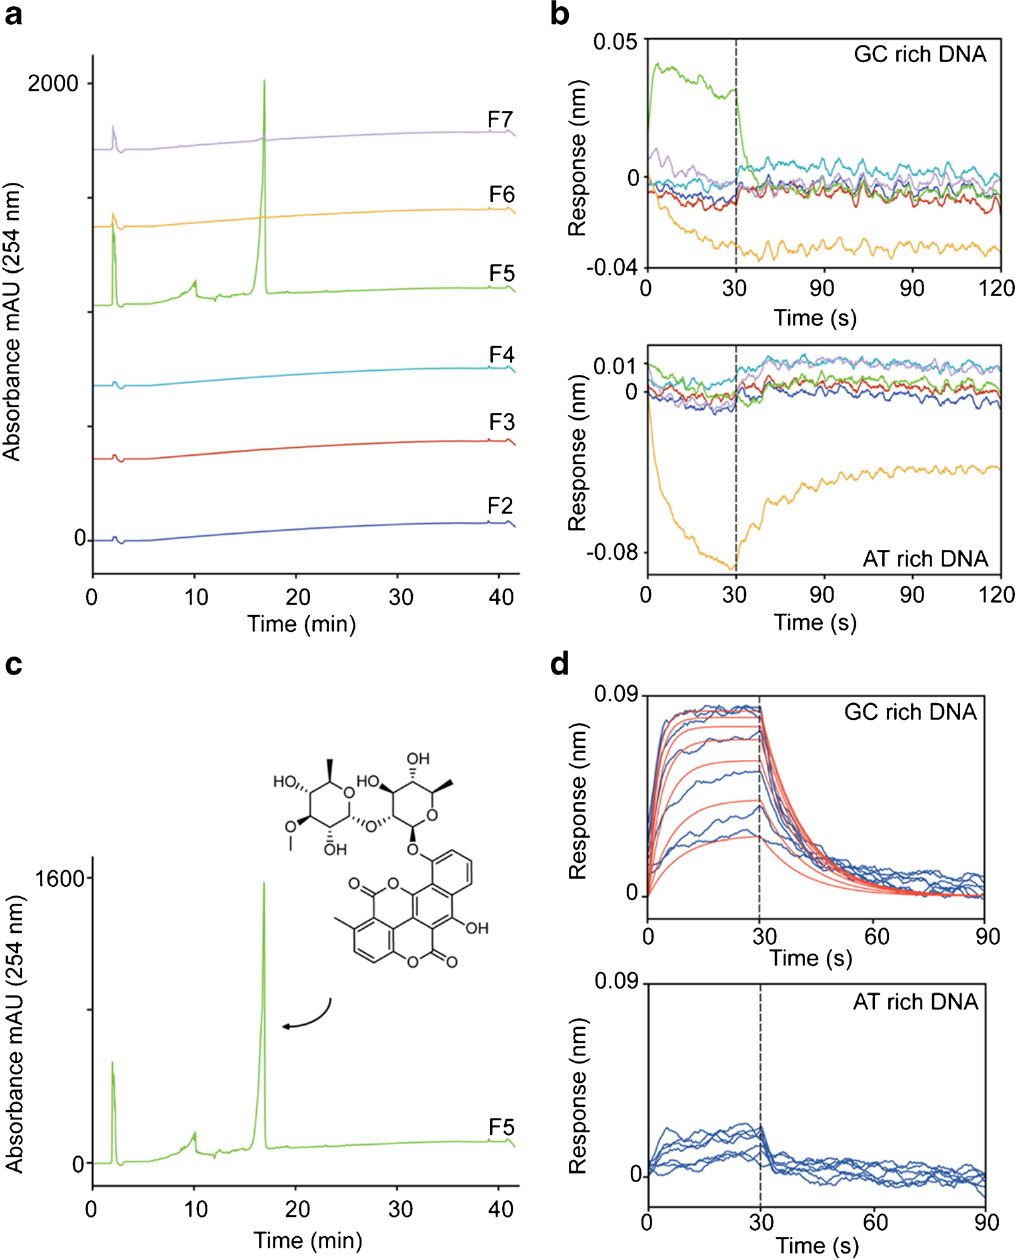 a
2000
F7
F6
F5
F4
F3
F2
0
Absorbance mAU (254 nm)
0 10 20 30 40
Time (min)
b
0.05
GC rich DNA
0
-0.04
Response (nm)
0 30 90 90 120
Time (s)
0.01
0
-0.08
AT rich DNA
Response (nm)
0 30 90 90 120
Time (s)
c
OH
HO
HO
O
O
O
O
OH
O
O
O
OH
O
O
1600
F5
0
Absorbance mAU (254 nm)
0 10 20 30 40
Time (min)
d
0.09
GC rich DNA
0
Response (nm)
0 30 60 90
Time (s)
0.09
AT rich DNA
0
Response (nm)
0 30 60 90
Time (s)